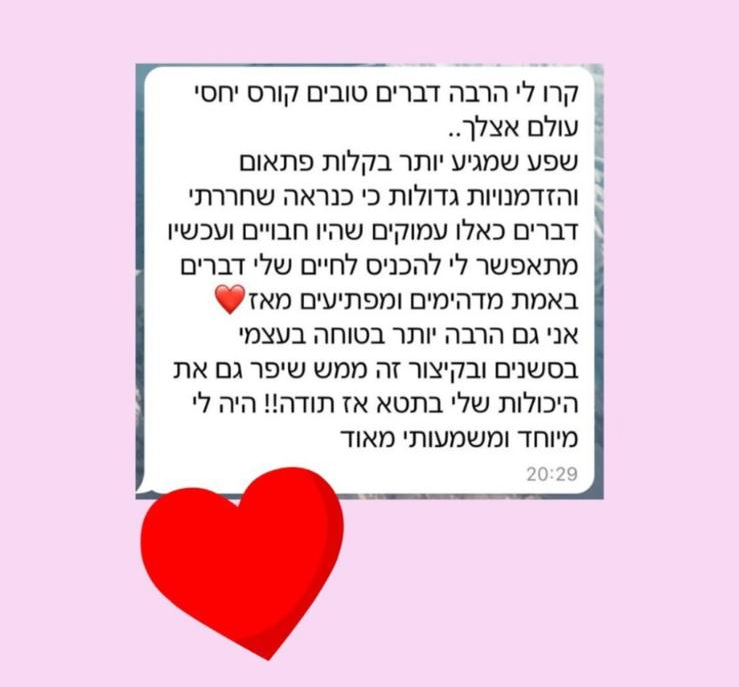 קרו לי הרבה דברים טובים קורס יחסי
עולם אצלך..
שפע שמגיע יותר בקלות פתאום
והזדמנויות גדולות כי כנראה שחררתי
דברים כאלו עמוקים שהיו חבויים ועכשיו
מתאפשר לי להכניס לחיים שלי דברים
באמת מדהימים ומפתיעים מאז❤️
אני גם הרבה יותר בטוחה בעצמי
בסשנים ובקיצור זה ממש שיפר גם את
היכולות שלי בתטא אז תודה!! היה לי
מיוחד ומשמעותי מאוד
20:29